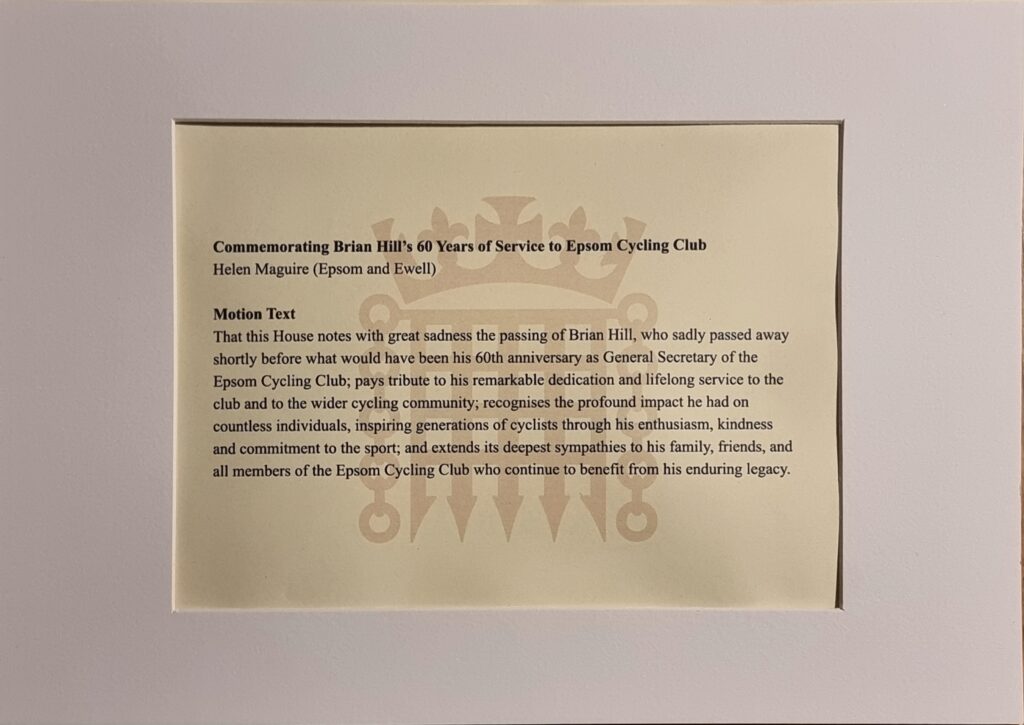 Commemorating Brian Hill’s 60 Years of Service to Epsom Cycling Club
Helen Maguire (Epsom and Ewell)
Motion Text
That this House notes with great sadness the passing of Brian Hill, who sadly passed away
shortly before what would have been his 60th anniversary as General Secretary of the
Epsom Cycling Club; pays tribute to his remarkable dedication and lifelong service to the
club and to the wider cycling community; recognises the profound impact he had on
countless individuals, inspiring generations of cyclists through his enthusiasm, kindness
and commitment to the sport; and extends its deepest sympathies to his family, friends, and
all members of the Epsom Cycling Club who continue to benefit from his enduring legacy.